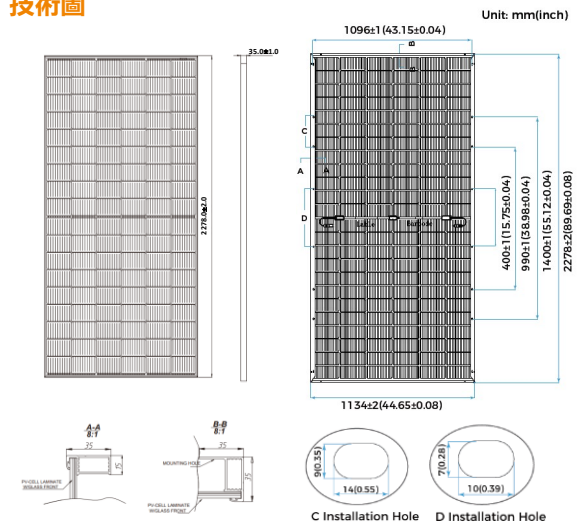 技術圖
Unit: mm(inch)
1096±1(43.15±0.04)
35.0±1.0
B
B
C
A
A
D
2278.0±2.0
Lable
Barcode
400±1(15.75±0.04)
990±1(38.98±0.04)
1400±1(55.12±0.04)
2278±2(89.69±0.08)
1134±2(44.65±0.08)
A-A
8:1
35
15
PV-CELL LAMINATE
W/GLASS FRONT
B-B
8:1
35
35
MOUNTING HOLE
PV-CELL LAMINATE
W/GLASS FRONT
9(0.35)
14(0.55)
C Installation Hole
7(0.28)
10(0.39)
D Installation Hole